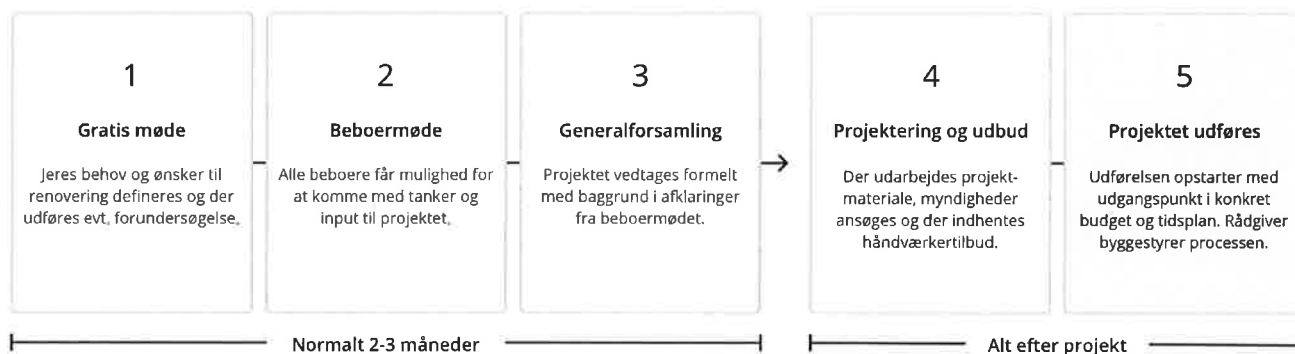 1
Gratis møde
Jeres behov og ønsker til
renovering defineres og der
udføres evt. forundersøgelse.
2
Beboermøde
Alle beboere får mulighed for
at komme med tanker og
input til projektet.
3
Generalforsamling
Projektet vedtages formelt
med baggrund i afklaringer
fra beboermødet.
4
Projektering og udbud
Der udarbejdes projekt-
materiale, myndigheder
ansøges og der indhentes
håndværkertilbud.
5
Projektet udføres
Udførelsen opstarter med
udgangspunkt i konkret
budget og tidsplan. Rådgiver
byggestyrer processen.
Normalt 2-3 måneder
Alt efter projekt